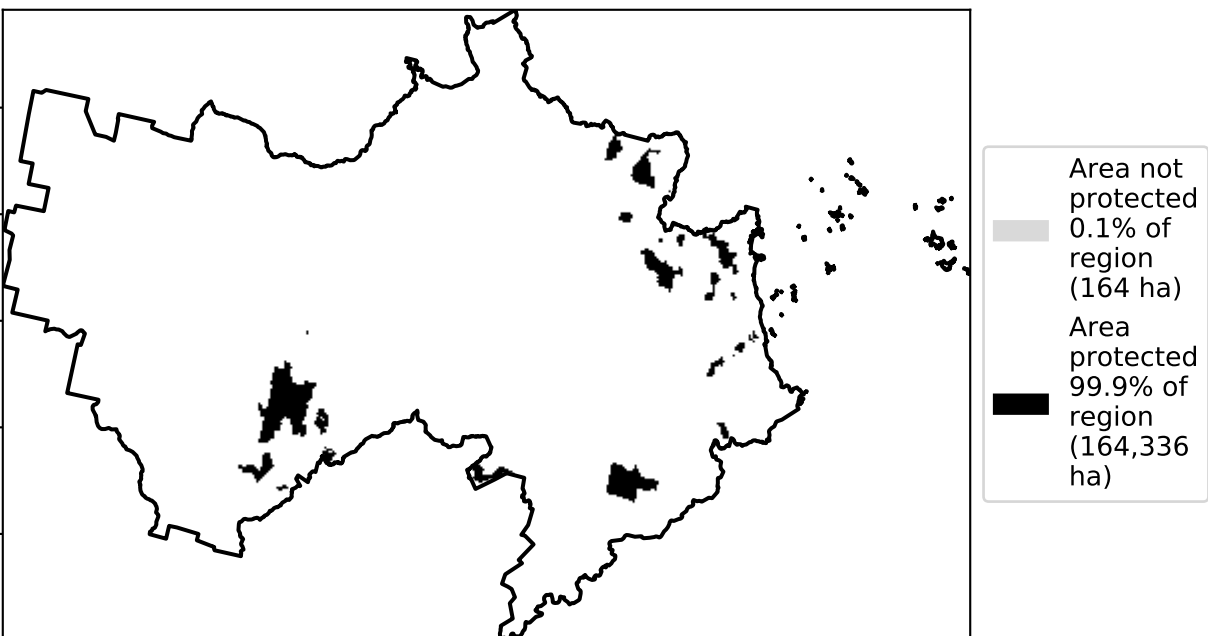 Area not
protected
0.1% of
region
(164 ha)
Area
protected
99.9% of
region
(164,336
ha)